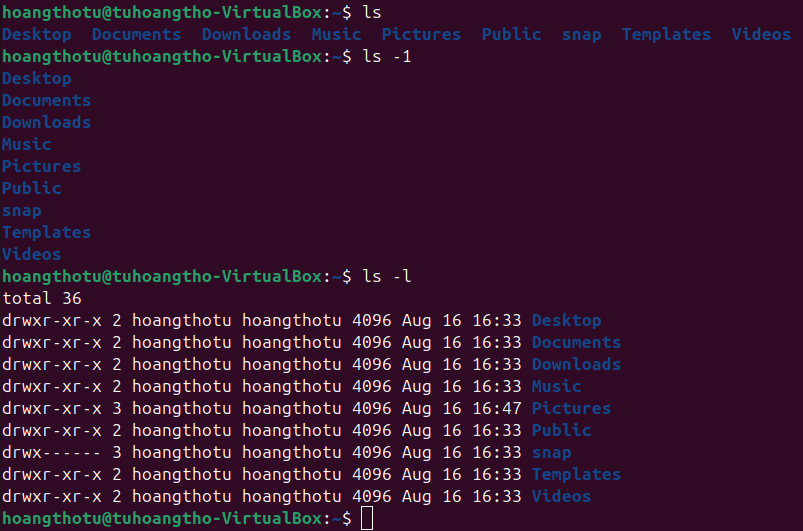 hoangthotu@tuhoangtho-VirtualBox:~$ ls
Desktop  Documents  Downloads  Music  Pictures  Public  snap  Templates  Videos
hoangthotu@tuhoangtho-VirtualBox:~$ ls -1
Desktop
Documents
Downloads
Music
Pictures
Public
snap
Templates
Videos
hoangthotu@tuhoangtho-VirtualBox:~$ ls -l
total 36
drwxr-xr-x 2 hoangthotu hoangthotu 4096 Aug 16 16:33 Desktop
drwxr-xr-x 2 hoangthotu hoangthotu 4096 Aug 16 16:33 Documents
drwxr-xr-x 2 hoangthotu hoangthotu 4096 Aug 16 16:33 Downloads
drwxr-xr-x 2 hoangthotu hoangthotu 4096 Aug 16 16:33 Music
drwxr-xr-x 3 hoangthotu hoangthotu 4096 Aug 16 16:47 Pictures
drwxr-xr-x 2 hoangthotu hoangthotu 4096 Aug 16 16:33 Public
drwx------ 3 hoangthotu hoangthotu 4096 Aug 16 16:33 snap
drwxr-xr-x 2 hoangthotu hoangthotu 4096 Aug 16 16:33 Templates
drwxr-xr-x 2 hoangthotu hoangthotu 4096 Aug 16 16:33 Videos
hoangthotu@tuhoangtho-VirtualBox:~$